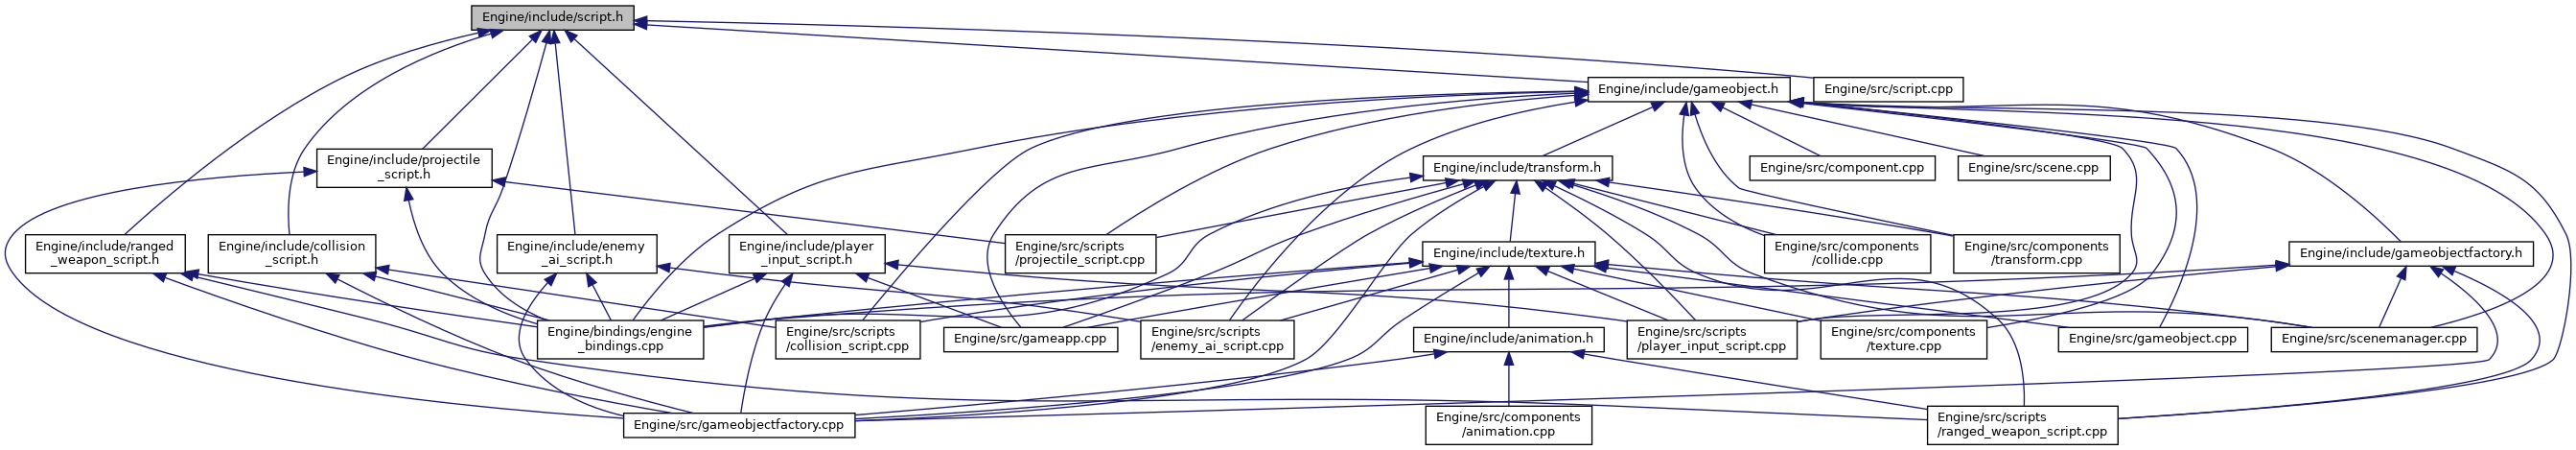 Engine/include/script.h
Engine/include/gameobject.h
Engine/src/script.cpp
Engine/include/projectile
_script.h
Engine/include/transform.h
Engine/src/component.cpp
Engine/src/scene.cpp
Engine/include/ranged
_weapon_script.h
Engine/include/collision
_script.h
Engine/include/enemy
_ai_script.h
Engine/include/player
_input_script.h
Engine/src/scripts
/projectile_script.cpp
Engine/include/texture.h
Engine/src/components
/collide.cpp
Engine/src/components
/transform.cpp
Engine/include/gameobjectfactory.h
Engine/bindings/engine
_bindings.cpp
Engine/src/scripts
/collision_script.cpp
Engine/src/gameapp.cpp
Engine/src/scripts
/enemy_ai_script.cpp
Engine/include/animation.h
Engine/src/scripts
/player_input_script.cpp
Engine/src/components
/texture.cpp
Engine/src/gameobject.cpp
Engine/src/scenemanager.cpp
Engine/src/gameobjectfactory.cpp
Engine/src/components
/animation.cpp
Engine/src/scripts
/ranged_weapon_script.cpp